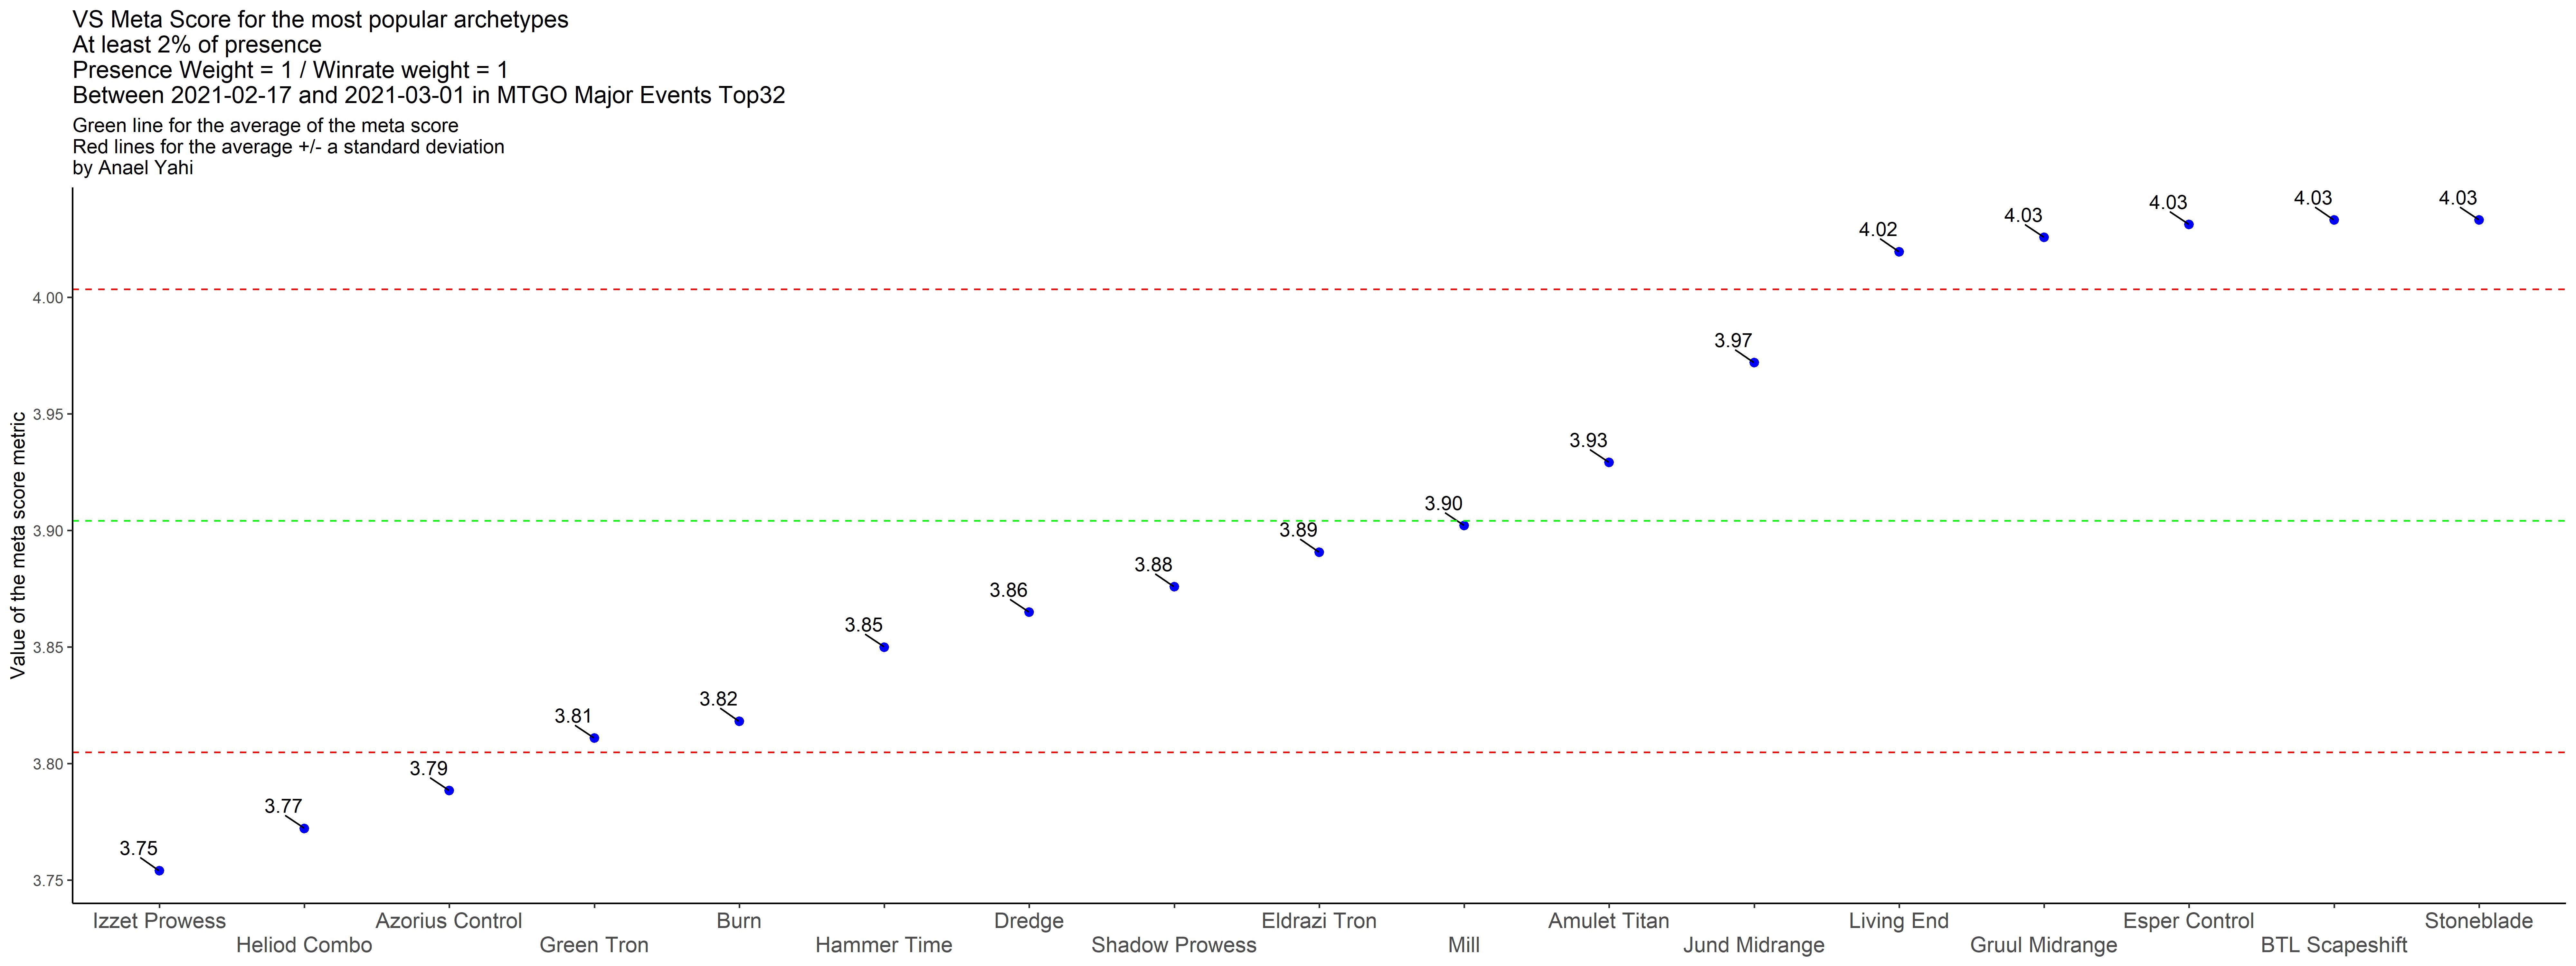 VS Meta Score for the most popular archetypes
At least 2% of presence
Presence Weight = 1 / Winrate weight = 1
Between 2021-02-17 and 2021-03-01 in MTGO Major Events Top32
Green line for the average of the meta score
Red lines for the average +/- a standard deviation
by Anael Yahi
Value of the meta score metric
4.00
3.95
3.90
3.85
3.80
3.75
3.75
3.77
3.79
3.81
3.82
3.85
3.86
3.88
3.89
3.90
3.93
3.97
4.02
4.03
4.03
4.03
4.03
Izzet Prowess
Heliod Combo
Azorius Control
Green Tron
Burn
Hammer Time
Dredge
Shadow Prowess
Eldrazi Tron
Mill
Amulet Titan
Jund Midrange
Living End
Gruul Midrange
Esper Control
BTL Scapeshift
Stoneblade